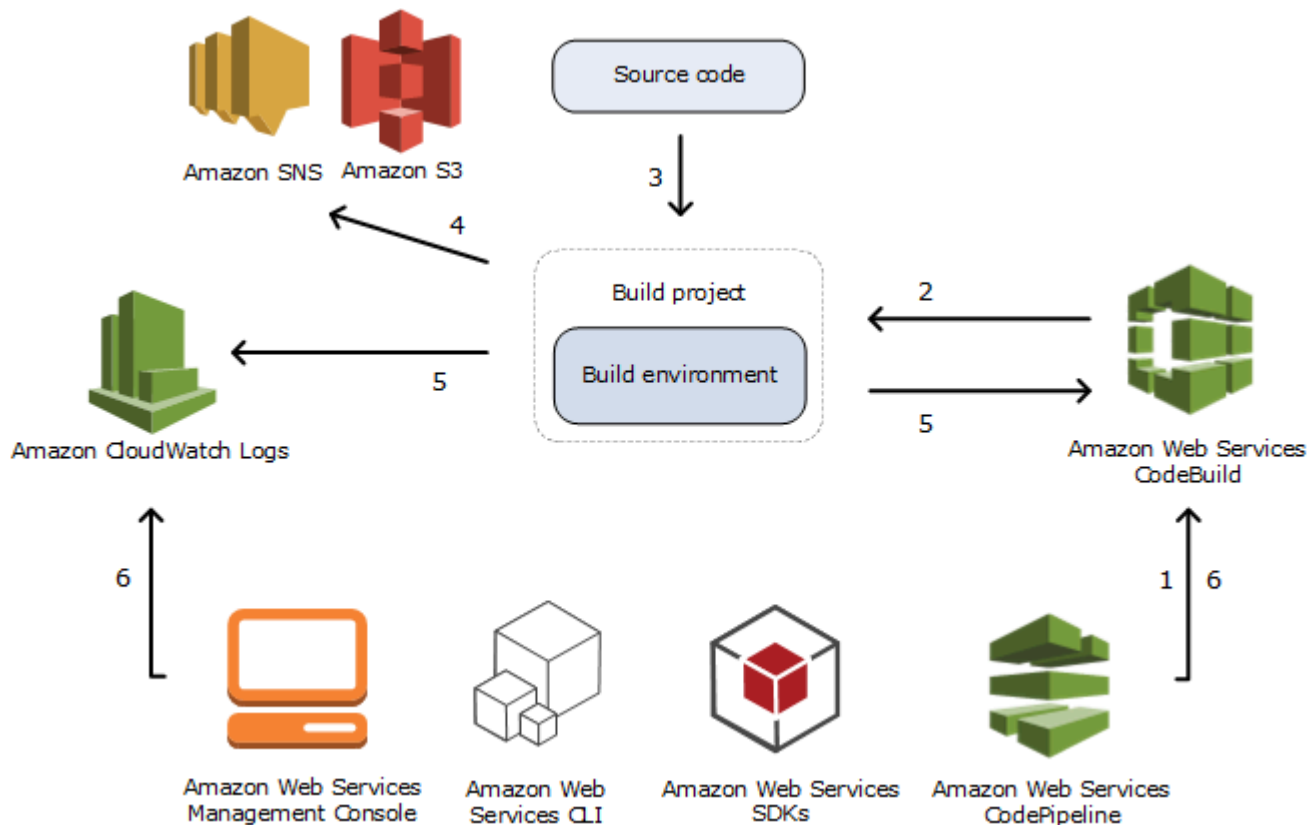 Source code
Amazon SNS
Amazon S3
3
4
Build project
2
Build environment
5
5
Amazon CloudWatch Logs
Amazon Web Services
CodeBuild
6
1
6
Amazon Web Services
Management Console
Amazon Web
Services CLI
Amazon Web Services
SDKs
Amazon Web Services
CodePipeline